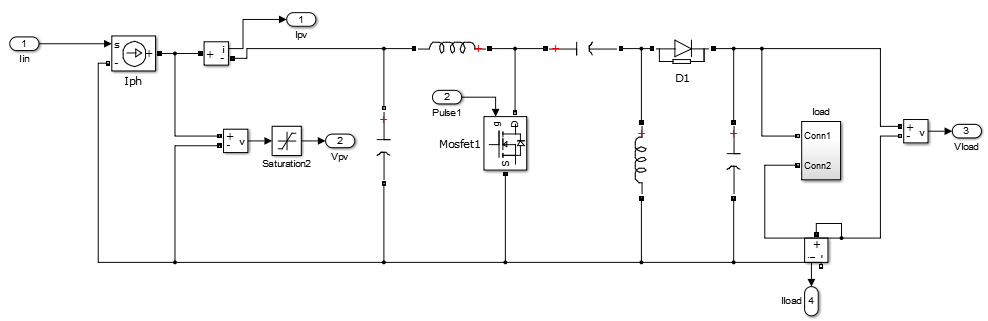 1
Ipv
1
Iin
s
+
-
Iph
+
i
-
+
+
D1
2
Pulse1
g
D
S
Mosfet1
+
-
v
Saturation2
2
Vpv
+
+
+
load
Conn1
Conn2
+
-
v
3
Vload
+
-
i
Iload
4